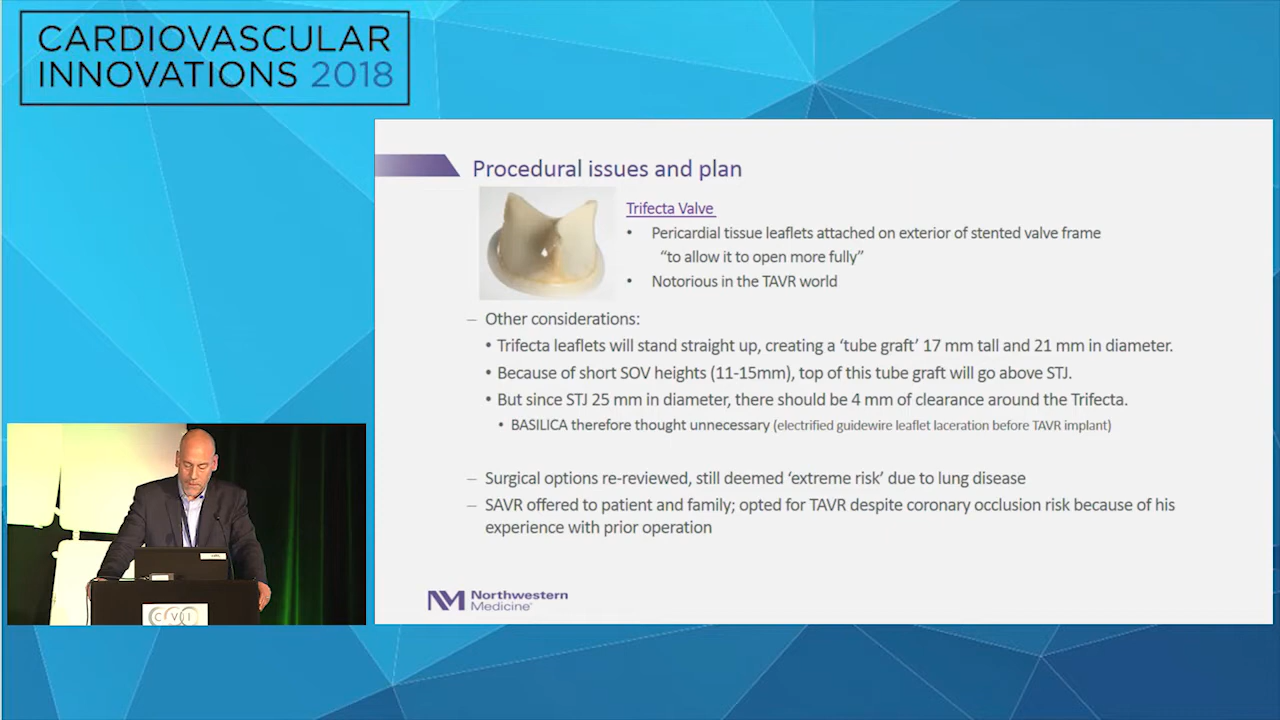 CARDIOVASCULAR
INNOVATIONS 2018
Procedural issues and plan
Trifecta Valve
• Pericardial tissue leaflets attached on exterior of stented valve frame
“to allow it to open more fully”
• Notorious in the TAVR world
– Other considerations:
• Trifecta leaflets will stand straight up, creating a ‘tube graft’ 17 mm tall and 21 mm in diameter.
• Because of short SOV heights (11-15mm), top of this tube graft will go above STJ.
• But since STJ 25 mm in diameter, there should be 4 mm of clearance around the Trifecta.
• BASILICA therefore thought unnecessary (electrified guidewire leaflet laceration before TAVR implant)
– Surgical options re-reviewed, still deemed ‘extreme risk’ due to lung disease
– SAVR offered to patient and family; opted for TAVR despite coronary occlusion risk because of his
experience with prior operation
NM Northwestern
Medicine
CVI